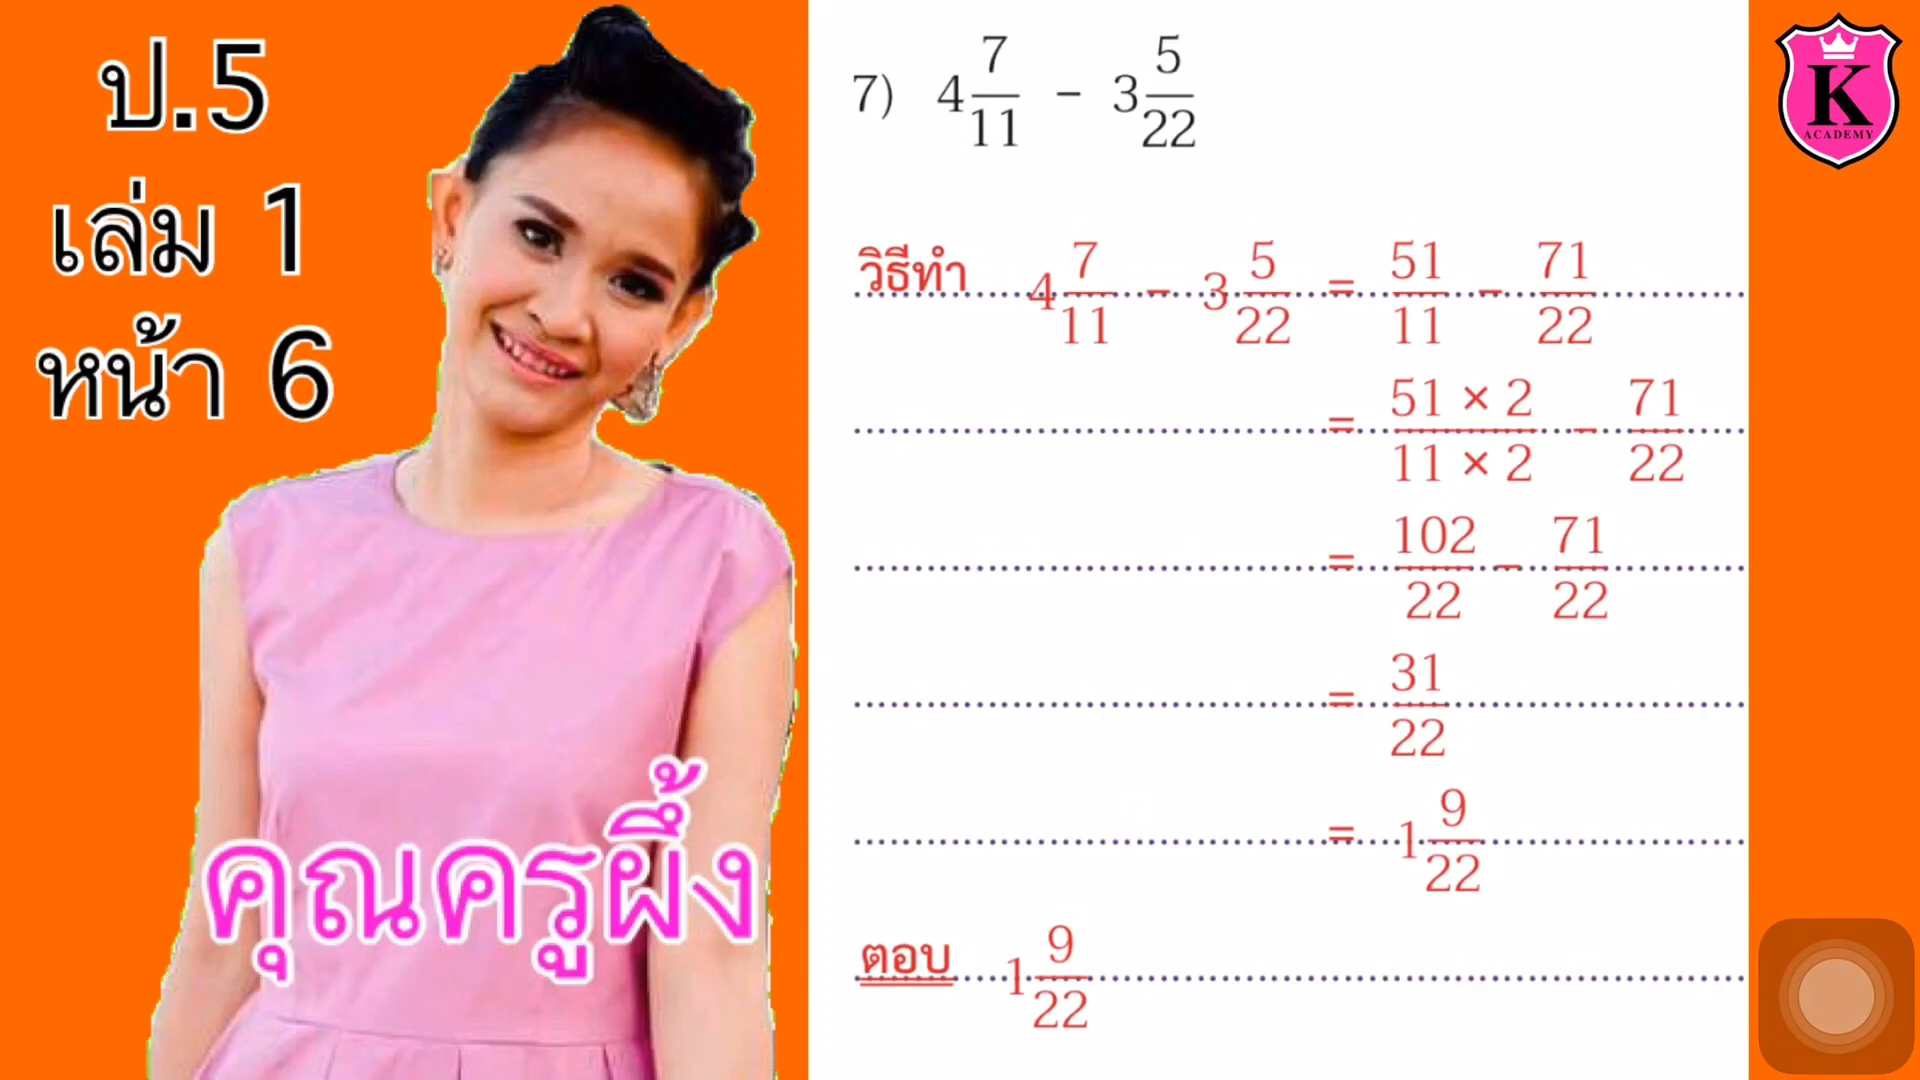 ป.5
เล่ม 1
หน้า 6
คุณครูผึ้ง
7) 4 7/11 - 3 5/22
วิธีทำ 4 7/11 - 3 5/22 = 51/11 - 71/22
= 51 × 2/11 × 2 - 71/22
= 102/22 - 71/22
= 31/22
= 1 9/22
ตอบ 1 9/22
K
ACADEMY